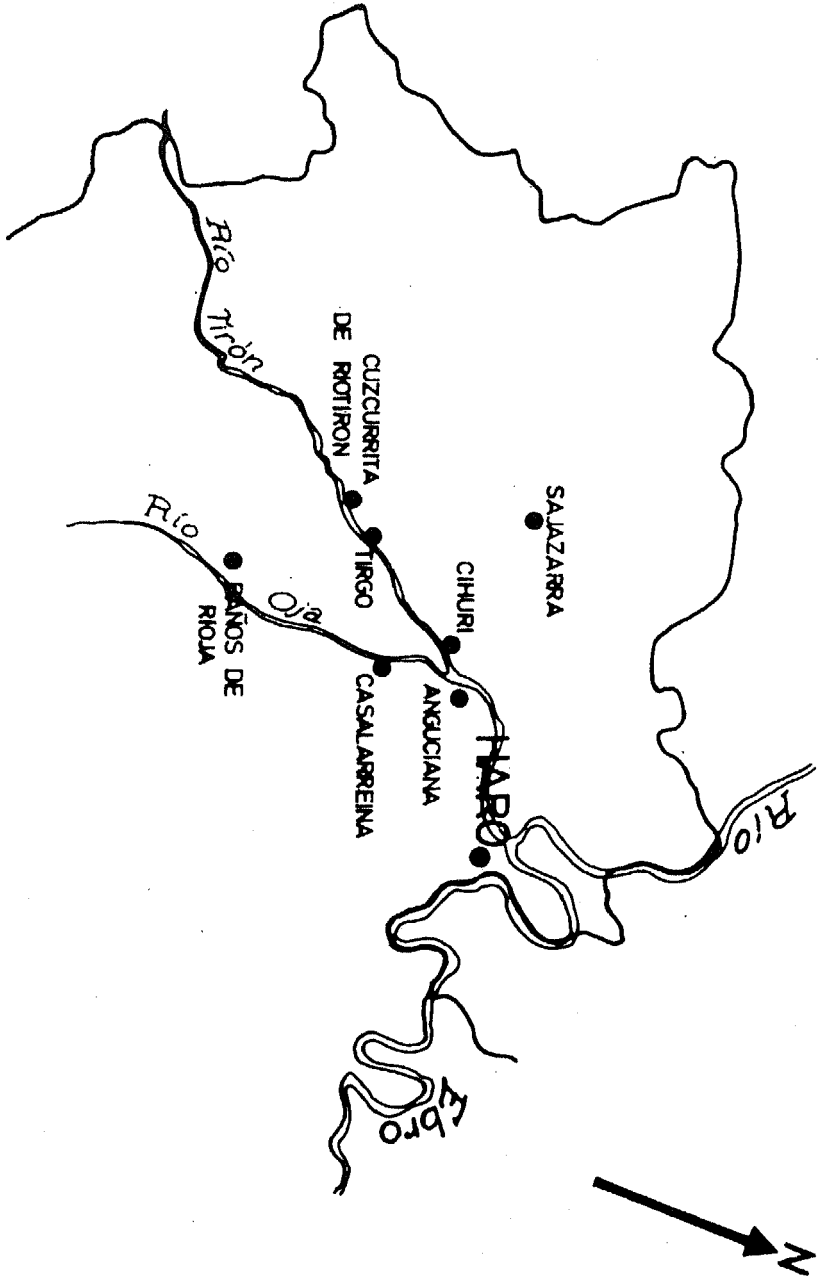 SAJAZARRA
CIHURI
CUZCURRITA
DE RIOTIRON
TIRGO
ANGUCIANA
HARO
CASALARREINA
BAÑOS DE
RIOJA
Río
Tirón
Río
Oja
Río
Ebro
N